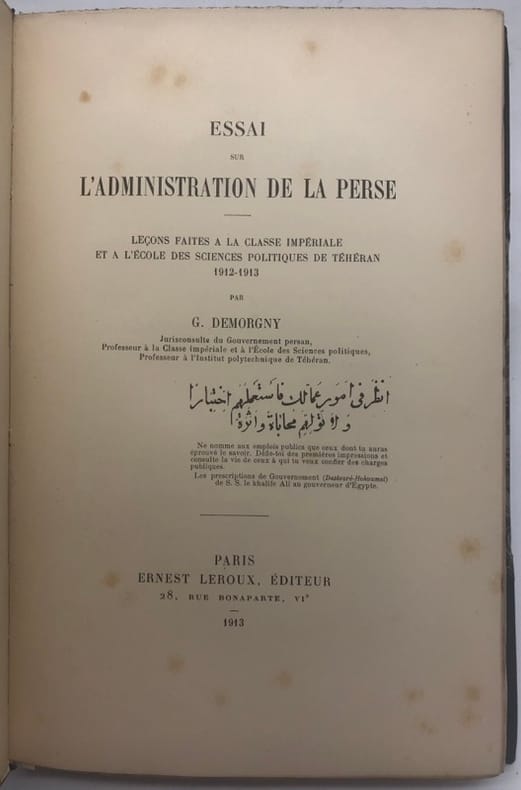 ESSAI
SUR
L'ADMINISTRATION DE LA PERSE
LEÇONS FAITES A LA CLASSE IMPÉRIALE
ET A L'ÉCOLE DES SCIENCES POLITIQUES DE TÉHÉRAN
1912-1913
PAR
G. DEMORGNY
Jurisconsulte du Gouvernement persan,
Professeur à la Classe impériale et à l'École des Sciences politiques,
Professeur à l'Institut polytechnique de Téhéran.
انظر فى امور عمالك فاستعملهم اختبارا
ولا تولهم محاباة واثرة
Ne nomme aux emplois publics que ceux dont tu auras
éprouvé le savoir. Défie-toi des premières impressions et
consulte la vie de ceux à qui tu veux confier des charges
publiques.
Les prescriptions de Gouvernement (Destouré-Hokoumat)
de S. S. le khalife Ali au gouverneur d'Égypte.
PARIS
ERNEST LEROUX, ÉDITEUR
28, RUE BONAPARTE, VIe
1913